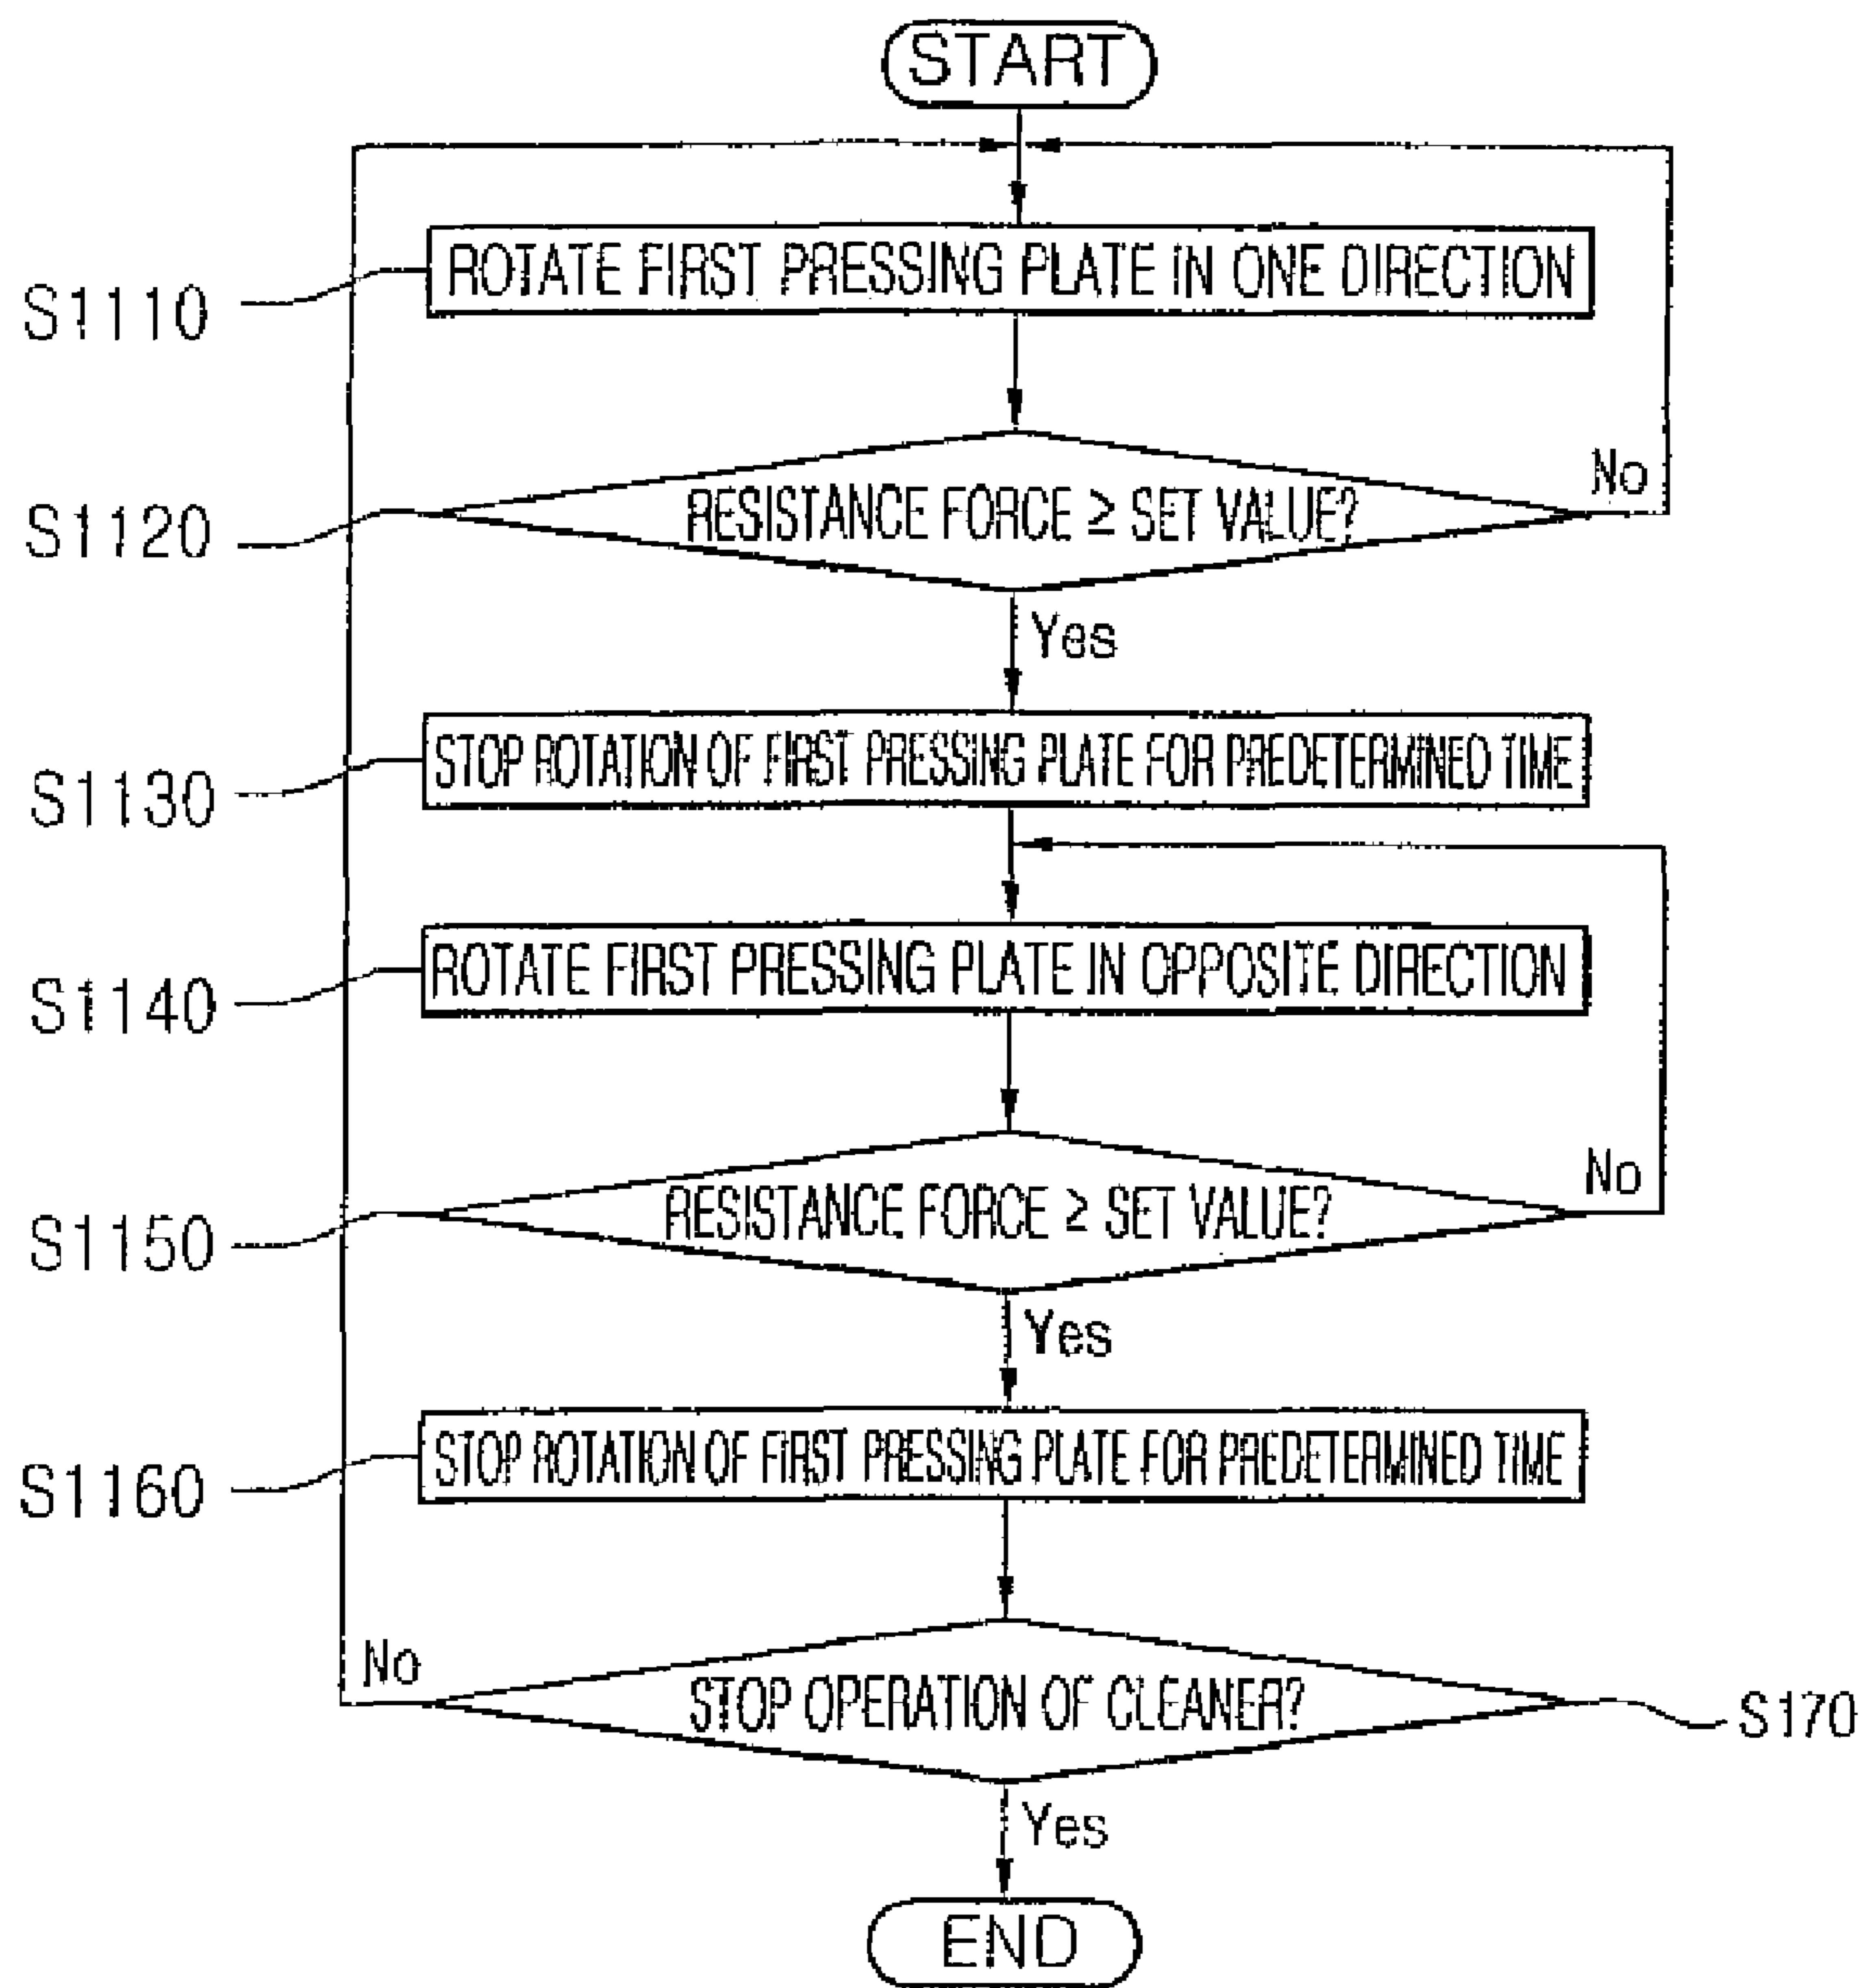 START
ROTATE FIRST PRESSING PLATE IN ONE DIRECTION
S1110
No
RESISTANCE FORCE ≥ SET VALUE?
S1120
Yes
STOP ROTATION OF FIRST PRESSING PLATE FOR PREDETERMINED TIME
S1130
ROTATE FIRST PRESSING PLATE IN OPPOSITE DIRECTION
S1140
No
RESISTANCE FORCE ≥ SET VALUE?
S1150
Yes
STOP ROTATION OF FIRST PRESSING PLATE FOR PREDETERMINED TIME
S1160
No
STOP OPERATION OF CLEANER?
S170
Yes
END